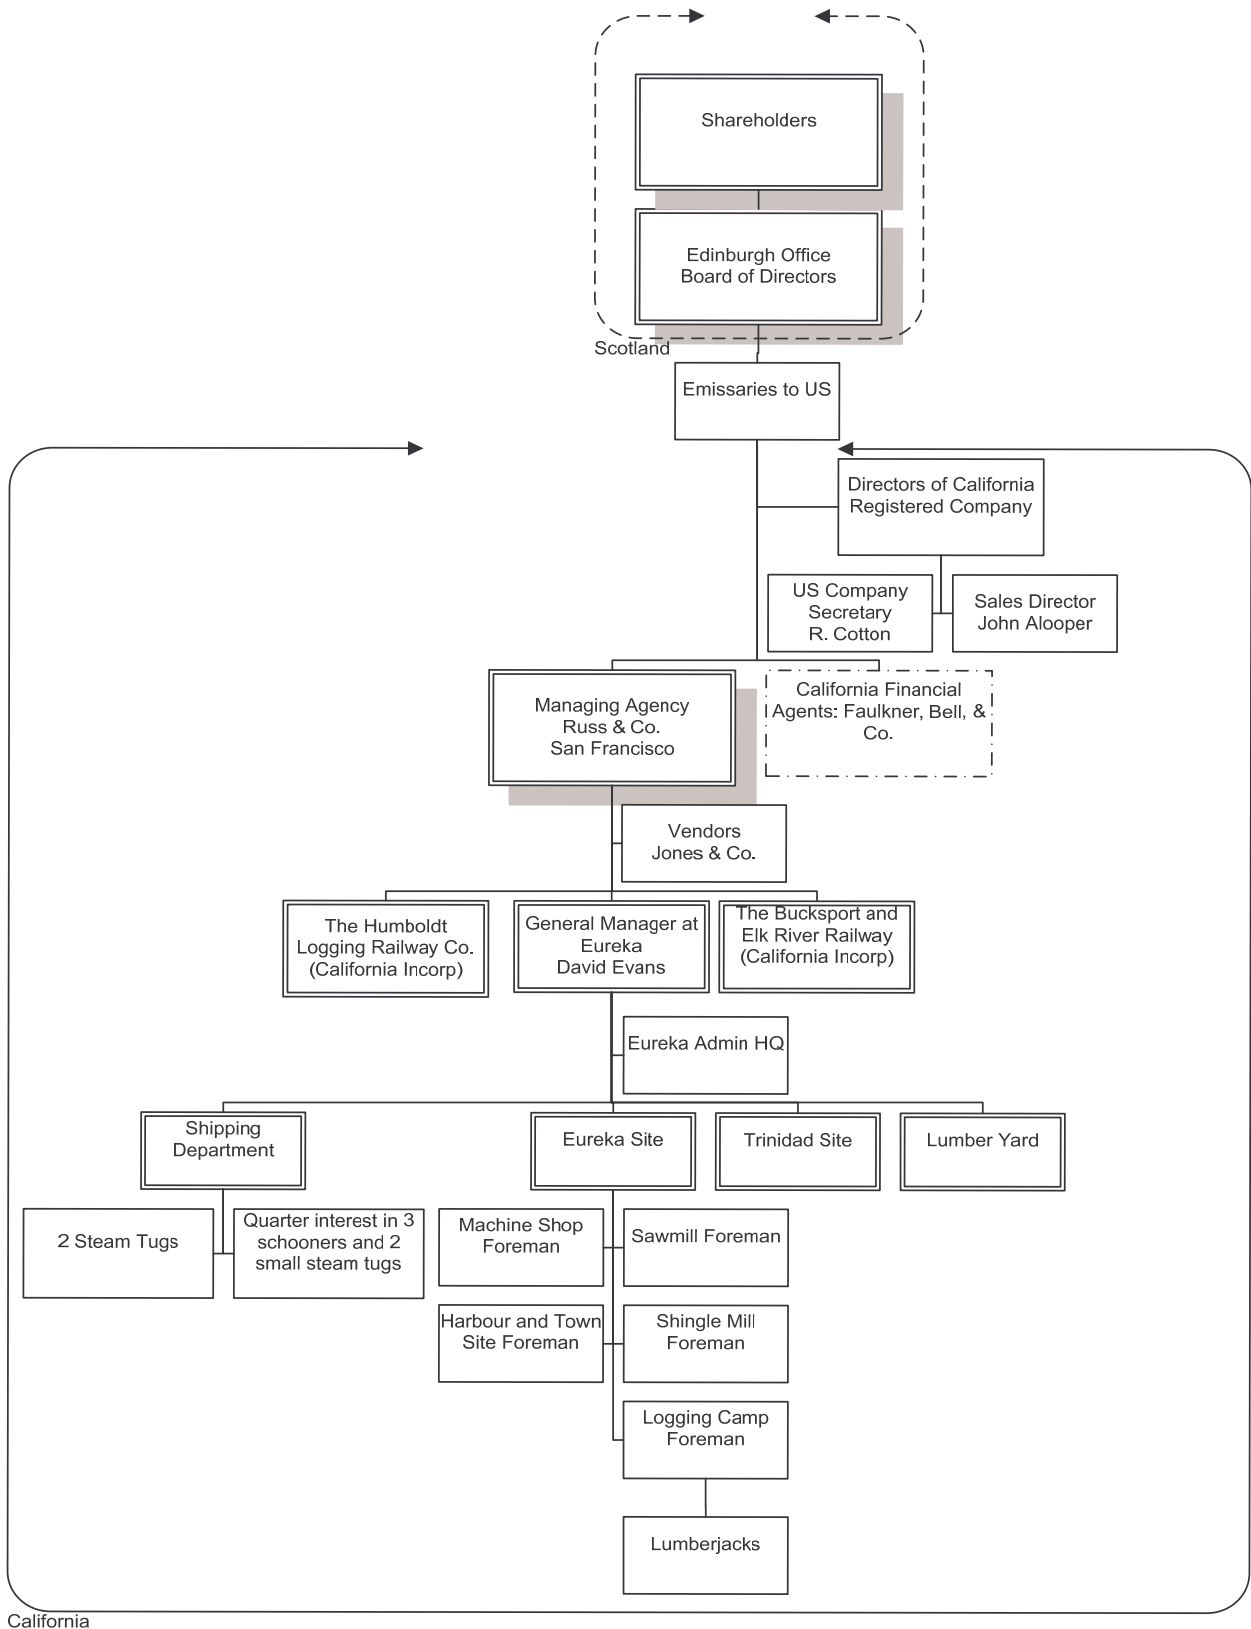 Shareholders
Edinburgh Office
Board of Directors
Scotland
Emissaries to US
Directors of California
Registered Company
US Company
Secretary
R. Cotton
Sales Director
John Alooper
Managing Agency
Russ & Co.
San Francisco
California Financial
Agents: Faulkner, Bell, &
Co.
Vendors
Jones & Co.
The Humboldt
Logging Railway Co.
(California Incorp)
General Manager at
Eureka
David Evans
The Bucksport and
Elk River Railway
(California Incorp)
Eureka Admin HQ
Shipping
Department
Eureka Site
Trinidad Site
Lumber Yard
2 Steam Tugs
Quarter interest in 3
schooners and 2
small steam tugs
Machine Shop
Foreman
Sawmill Foreman
Harbour and Town
Site Foreman
Shingle Mill
Foreman
Logging Camp
Foreman
Lumberjacks
California